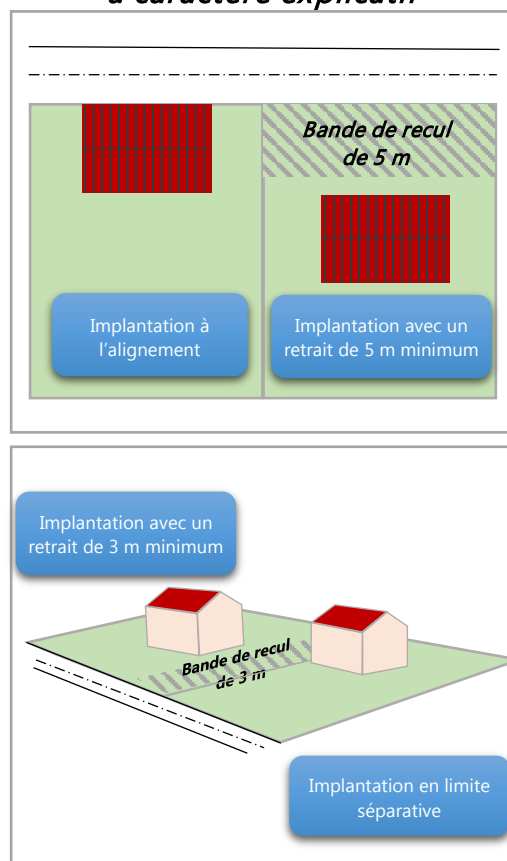 à caractère explicatif
Bande de recul
de 5 m
Implantation à
l'alignement
Implantation avec un
retrait de 5 m minimum
Implantation avec un
retrait de 3 m minimum
Bande de recul
de 3 m
Implantation en limite
séparative